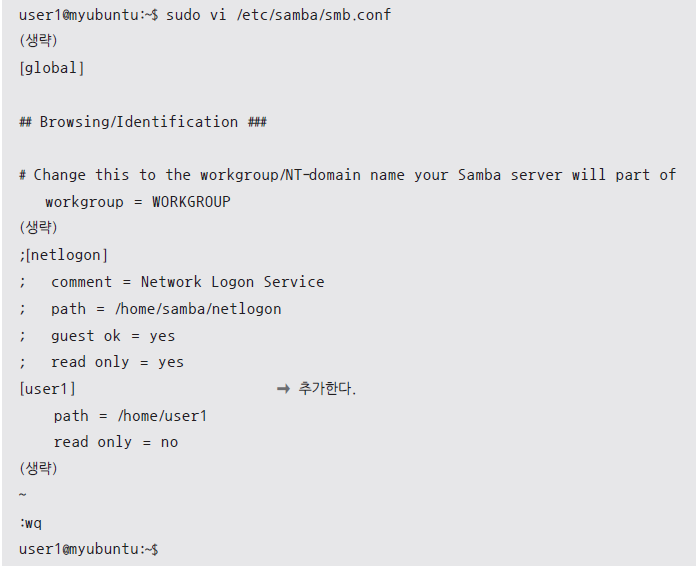 user1@myubuntu:~$ sudo vi /etc/samba/smb.conf
(생략)
[global]
## Browsing/Identification ###
# Change this to the workgroup/NT-domain name your Samba server will part of
workgroup = WORKGROUP
(생략)
;[netlogon]
; comment = Network Logon Service
; path = /home/samba/netlogon
; guest ok = yes
; read only = yes
[user1] ➞ 추가한다.
path = /home/user1
read only = no
(생략)
~
:wq
user1@myubuntu:~$